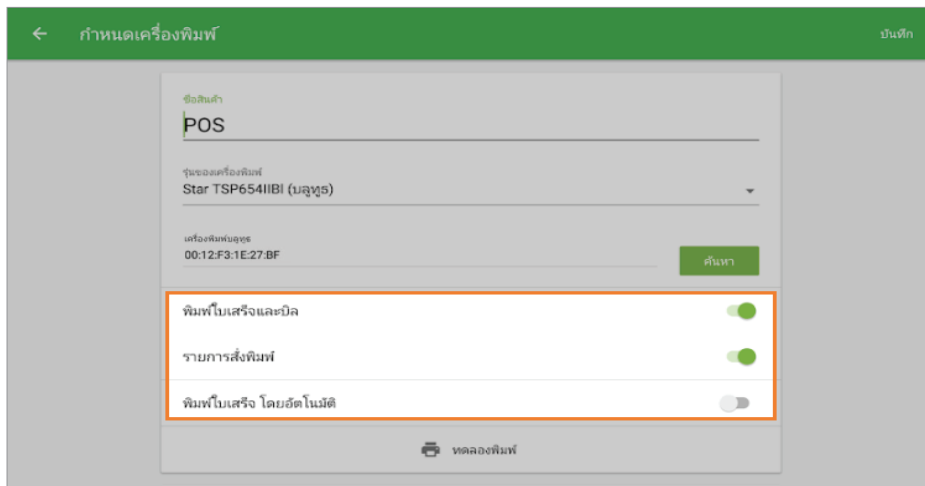 กำหนดเครื่องพิมพ์
บันทึก
ชื่อสินค้า
POS
รุ่นของเครื่องพิมพ์
Star TSP654IIBI (บลูทูธ)
เครื่องพิมพ์บลูทูธ
00:12:F3:1E:27:BF
ค้นหา
พิมพ์ใบเสร็จและบิล
รายการสั่งพิมพ์
พิมพ์ใบเสร็จ โดยอัตโนมัติ
ทดลองพิมพ์